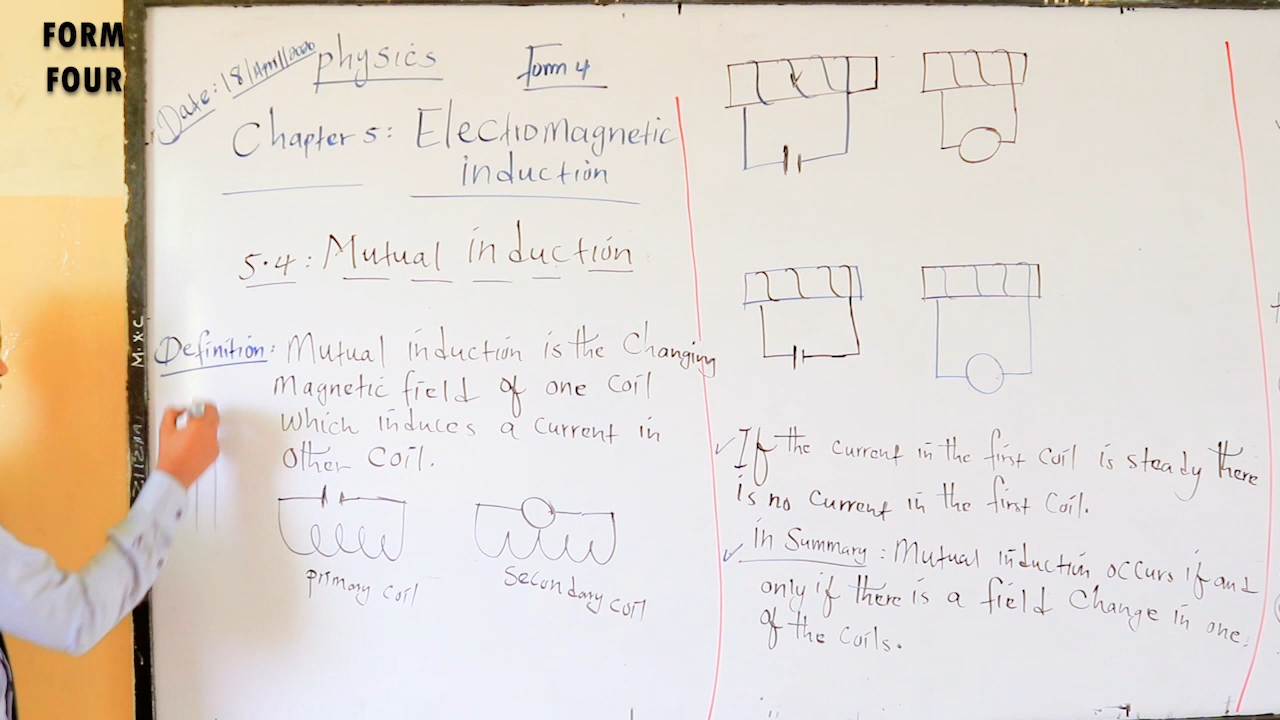 FORM
FOUR
Date: 18/April/2020
physics
Form 4
Chapter 5: Electromagnetic
induction
5.4: Mutual induction
Definition: Mutual induction is the Changing
magnetic field of one coil
which induces a current in
other coil.
primary coil
Secondary coil
If the current in the first coil is steady there
is no current in the first coil.
in Summary: Mutual induction occurs if and
only if there is a field change in one
of the coils.
M.X.C